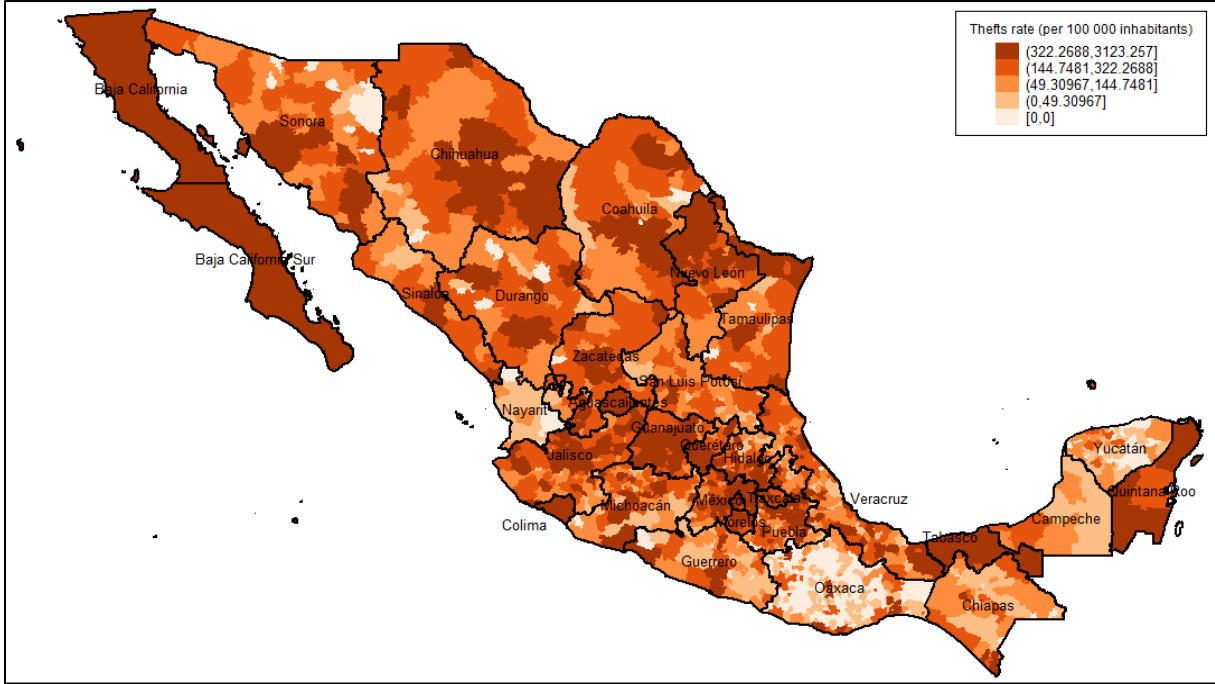 Thefts rate (per 100 000 inhabitants)
(322.2688,3123.257]
(144.7481,322.2688]
(49.30967,144.7481]
(0,49.30967]
[0,0]
Baja California
Sonora
Chihuahua
Coahuila
Baja California Sur
Nuevo León
Sinaloa
Durango
Tamaulipas
Zacatecas
San Luis Potosí
Nayarit
Aguascalientes
Guanajuato
Querétaro
Hidalgo
Jalisco
Yucatán
Quintana Roo
México
Tlaxcala
Veracruz
Michoacán
Colima
Morelos
Puebla
Campeche
Tabasco
Guerrero
Oaxaca
Chiapas